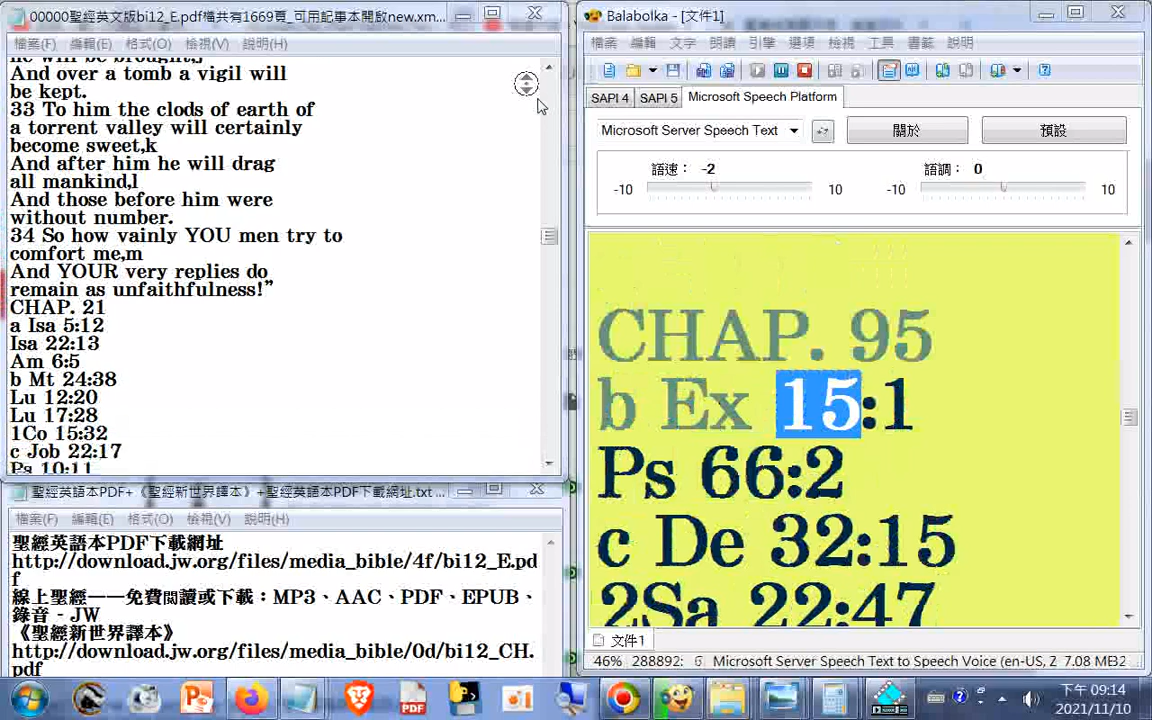 00000聖經英文版bi12_E.pdf檔共有1669頁_可用記事本開啟new.xm...
檔案(F) 編輯(E) 格式(O) 檢視(V) 說明(H)
he will be brought,j
And over a tomb a vigil will
be kept.
33 To him the clods of earth of
a torrent valley will certainly
become sweet,k
And after him he will drag
all mankind,l
And those before him were
without number.
34 So how vainly YOU men try to
comfort me,m
And YOUR very replies do
remain as unfaithfulness!”
CHAP. 21
a Isa 5:12
Isa 22:13
Am 6:5
b Mt 24:38
Lu 12:20
Lu 17:28
1Co 15:32
c Job 22:17
Ps 10:11
聖經英語本PDF+《聖經新世界譯本》+聖經英語本PDF下載網址.txt ...
檔案(F) 編輯(E) 格式(O) 檢視(V) 說明(H)
聖經英語本PDF下載網址
http://download.jw.org/files/media_bible/4f/bi12_E.pd
f
線上聖經──免費閱讀或下載：MP3、AAC、PDF、EPUB、
錄音 - JW
《聖經新世界譯本》
http://download.jw.org/files/media_bible/0d/bi12_CH.
pdf
Balabolka - [文件1]
檔案 編輯 文字 朗讀 引擎 選項 檢視 工具 書籤 說明
SAPI 4 SAPI 5 Microsoft Speech Platform
Microsoft Server Speech Text 關於 預設
語速： -2 語調： 0
-10 10 -10 10
CHAP. 95
b Ex 15:1
Ps 66:2
c De 32:15
2Sa 22:47
文件1
46% 288892: 6 Microsoft Server Speech Text to Speech Voice (en-US, Z 7.08 MB2
下午 09:14
2021/11/10